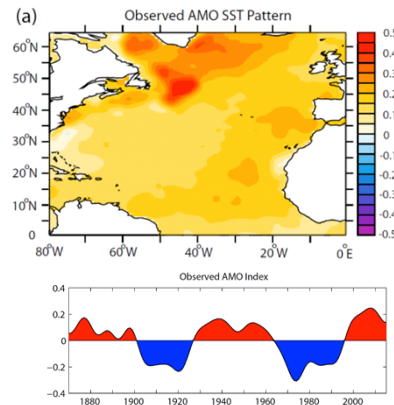 (a) Observed AMO SST Pattern
60°N
50°N
40°N
30°N
20°N
10°N
0
80°W 60°W 40°W 20°W 0°E
0.5
0.4
0.3
0.2
0.1
0
-0.1
-0.2
-0.3
-0.4
-0.5
Observed AMO Index
0.4
0.2
0
−0.2
−0.4
1880 1900 1920 1940 1960 1980 2000